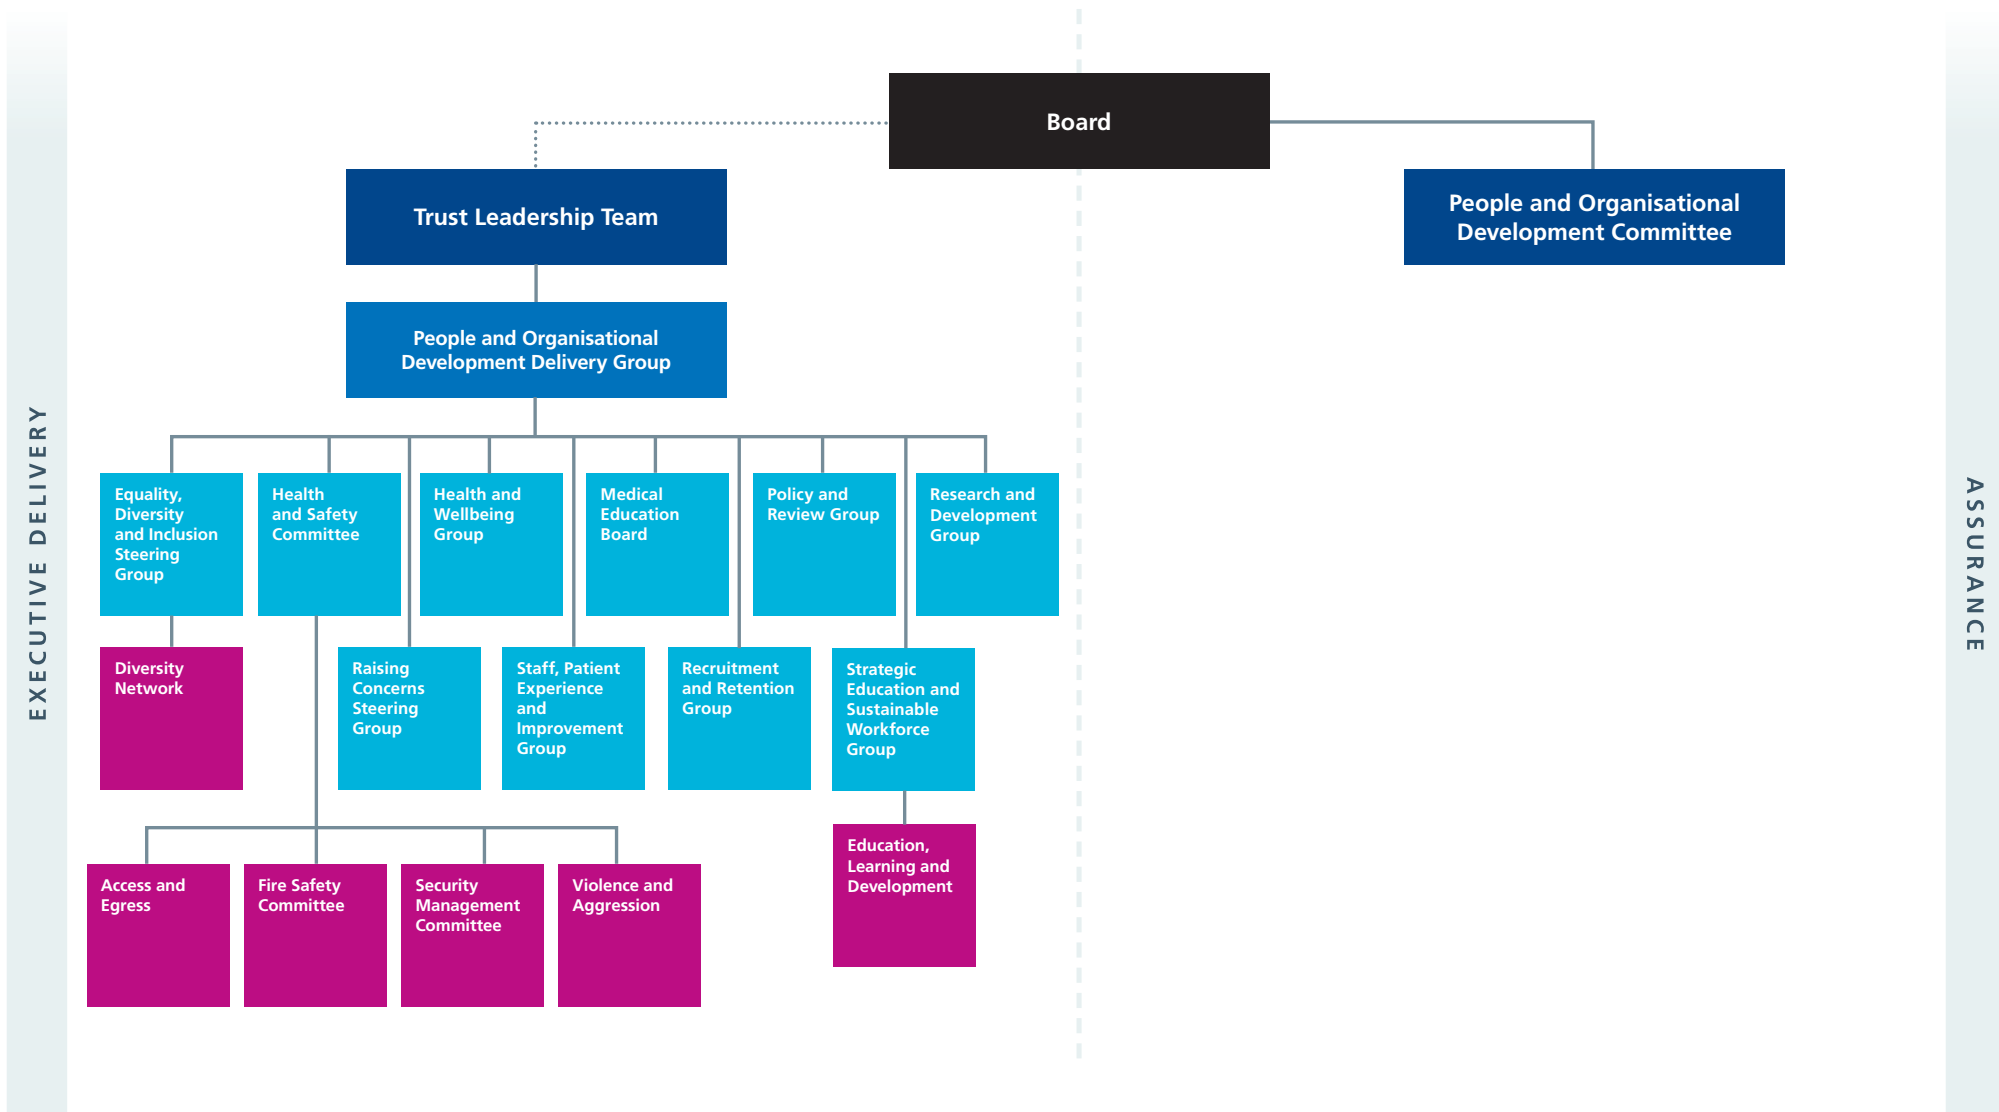 Board
Trust Leadership Team
People and Organisational
Development Committee
People and Organisational
Development Delivery Group
EXECUTIVE DELIVERY
ASSURANCE
Equality,
Diversity
and Inclusion
Steering
Group
Health
and Safety
Committee
Health and
Wellbeing
Group
Medical
Education
Board
Policy and
Review Group
Research and
Development
Group
Diversity
Network
Raising
Concerns
Steering
Group
Staff, Patient
Experience
and
Improvement
Group
Recruitment
and Retention
Group
Strategic
Education and
Sustainable
Workforce
Group
Education,
Learning and
Development
Access and
Egress
Fire Safety
Committee
Security
Management
Committee
Violence and
Aggression